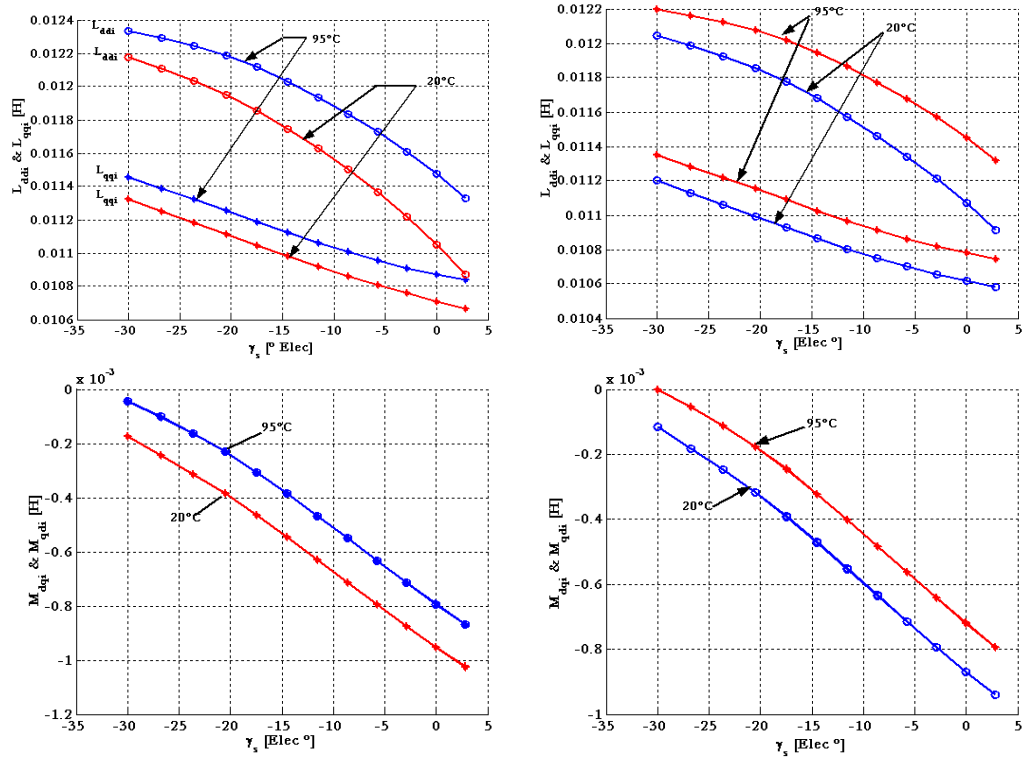 0.0124
0.0122
0.012
0.0118
0.0116
0.0114
0.0112
0.011
0.0108
0.0106
L_ddi & L_qqi [H]
L_ddi
L_ddi
L_qqi
L_qqi
95°C
20°C
-35 -30 -25 -20 -15 -10 -5 0 5
γ_s [° Elec]
0.0122
0.012
0.0118
0.0116
0.0114
0.0112
0.011
0.0108
0.0106
0.0104
L_ddi & L_qqi [H]
95°C
20°C
-35 -30 -25 -20 -15 -10 -5 0 5
γ_s [Elec °]
x 10^-3
0
-0.2
-0.4
-0.6
-0.8
-1
-1.2
M_dqi & M_qdi [H]
95°C
20°C
-35 -30 -25 -20 -15 -10 -5 0 5
γ_s [Elec °]
x 10^-3
0
-0.2
-0.4
-0.6
-0.8
-1
M_dqi & M_qdi [H]
95°C
20°C
-35 -30 -25 -20 -15 -10 -5 0 5
γ_s [Elec °]